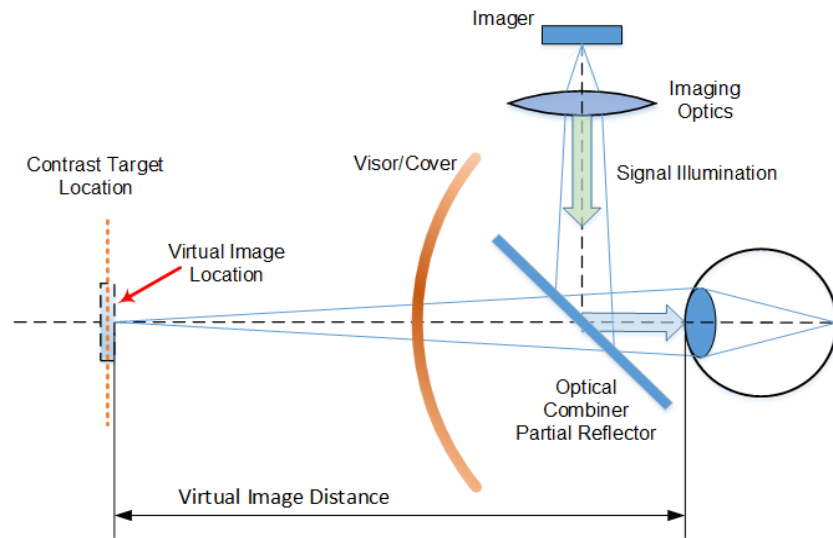 Imager
Imaging
Optics
Contrast Target
Location
Visor/Cover
Signal Illumination
Virtual Image
Location
Optical
Combiner
Partial Reflector
Virtual Image Distance